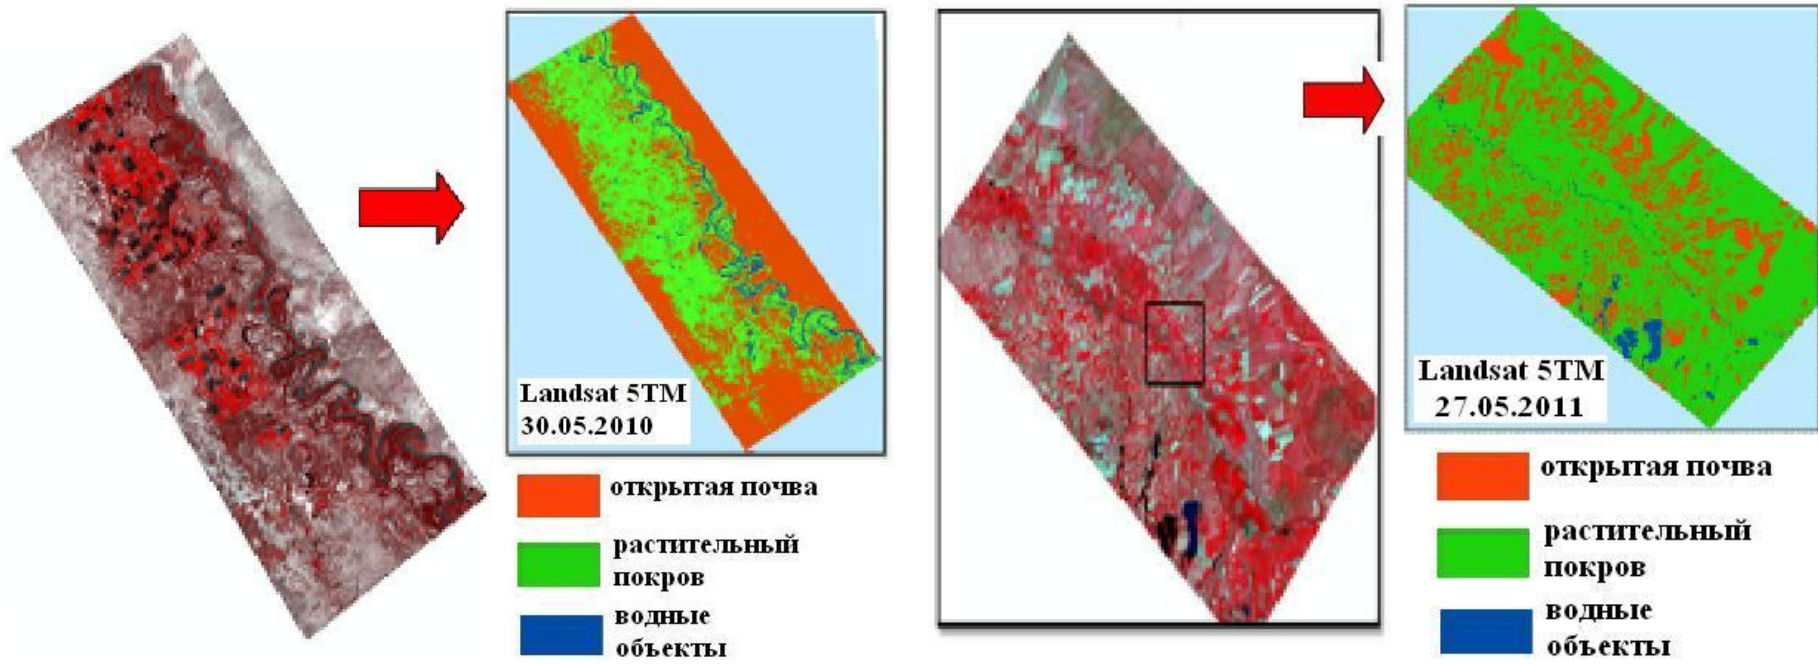 Landsat 5TM
30.05.2010
открытая почва
растительный
покров
водные
объекты
Landsat 5TM
27.05.2011
открытая почва
растительный
покров
водные
объекты